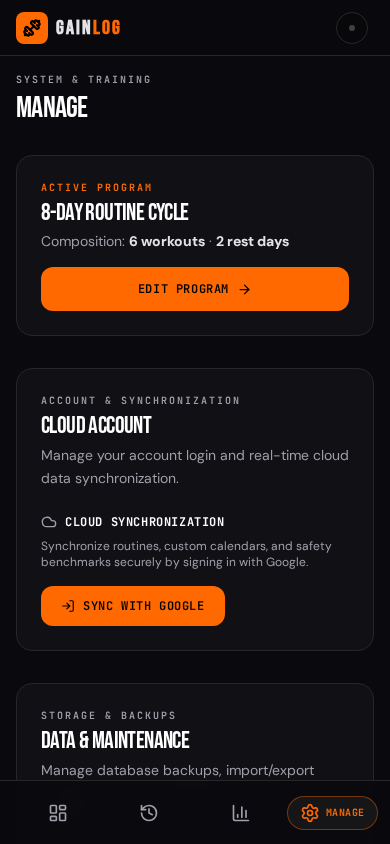 GAINLOG
SYSTEM & TRAINING
MANAGE
ACTIVE PROGRAM
8-DAY ROUTINE CYCLE
Composition: 6 workouts · 2 rest days
EDIT PROGRAM →
ACCOUNT & SYNCHRONIZATION
CLOUD ACCOUNT
Manage your account login and real-time cloud
data synchronization.
CLOUD SYNCHRONIZATION
Synchronize routines, custom calendars, and safety
benchmarks securely by signing in with Google.
SYNC WITH GOOGLE
STORAGE & BACKUPS
DATA & MAINTENANCE
Manage database backups, import/export
MANAGE